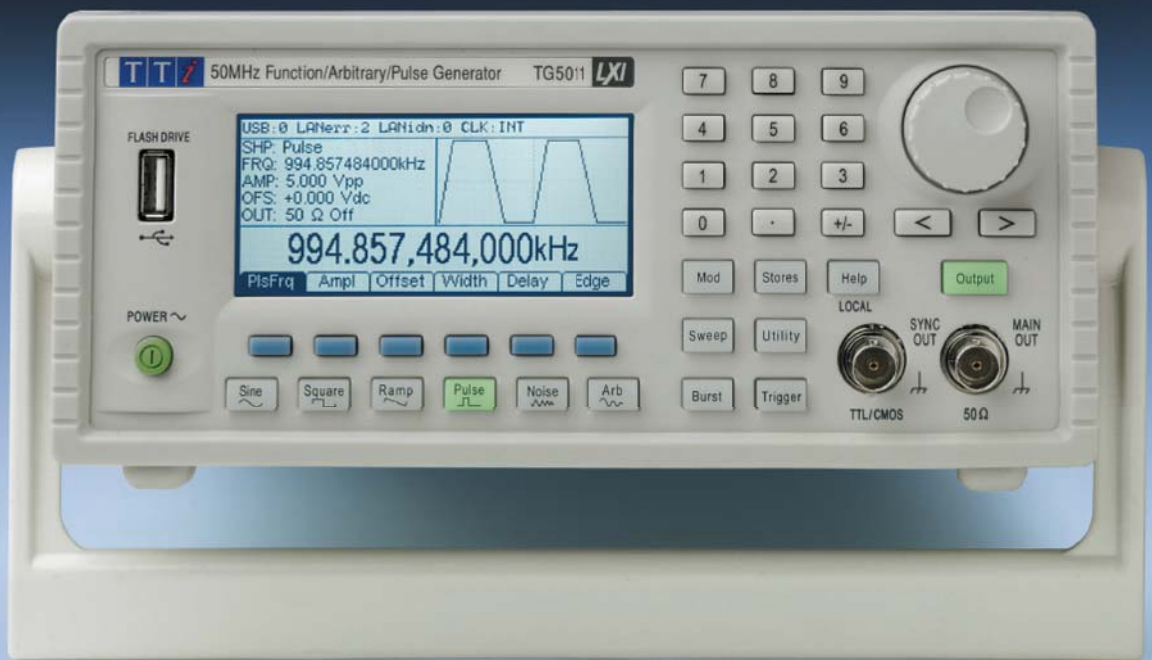 TTi 50MHz Function/Arbitrary/Pulse Generator TG5011 LXI
FLASH DRIVE
USB:0 LANerr:2 LANidn:0 CLK:INT
SHP: Pulse
FRQ: 994.857484000kHz
AMP: 5.000 Vpp
OFS: +0.000 Vdc
OUT: 50 Ω Off
994.857,484,000kHz
PlsFrq Ampl Offset Width Delay Edge
POWER
Sine Square Ramp Pulse Noise Arb
7 8 9
4 5 6
1 2 3
0 . +/- < >
Mod Stores Help Output
LOCAL
Sweep Utility
SYNC OUT
MAIN OUT
Burst Trigger
TTL/CMOS 50Ω